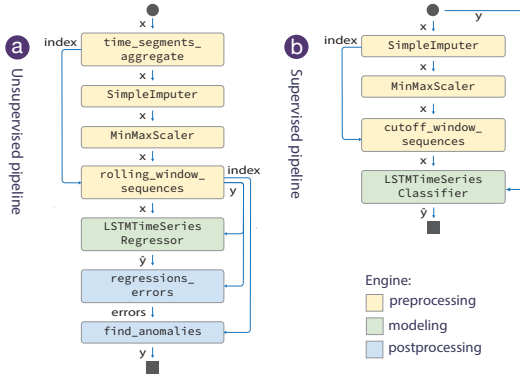 a
Unsupervised pipeline
x
index
time_segments_
aggregate
x
SimpleImputer
x
MinMaxScaler
x
rolling_window_
sequences
index
y
x
LSTMTimeSeries
Regressor
ŷ
regressions_
errors
errors
find_anomalies
y
b
Supervised pipeline
x
y
index
SimpleImputer
x
MinMaxScaler
x
cutoff_window_
sequences
x
LSTMTimeSeries
Classifier
ŷ
Engine:
preprocessing
modeling
postprocessing